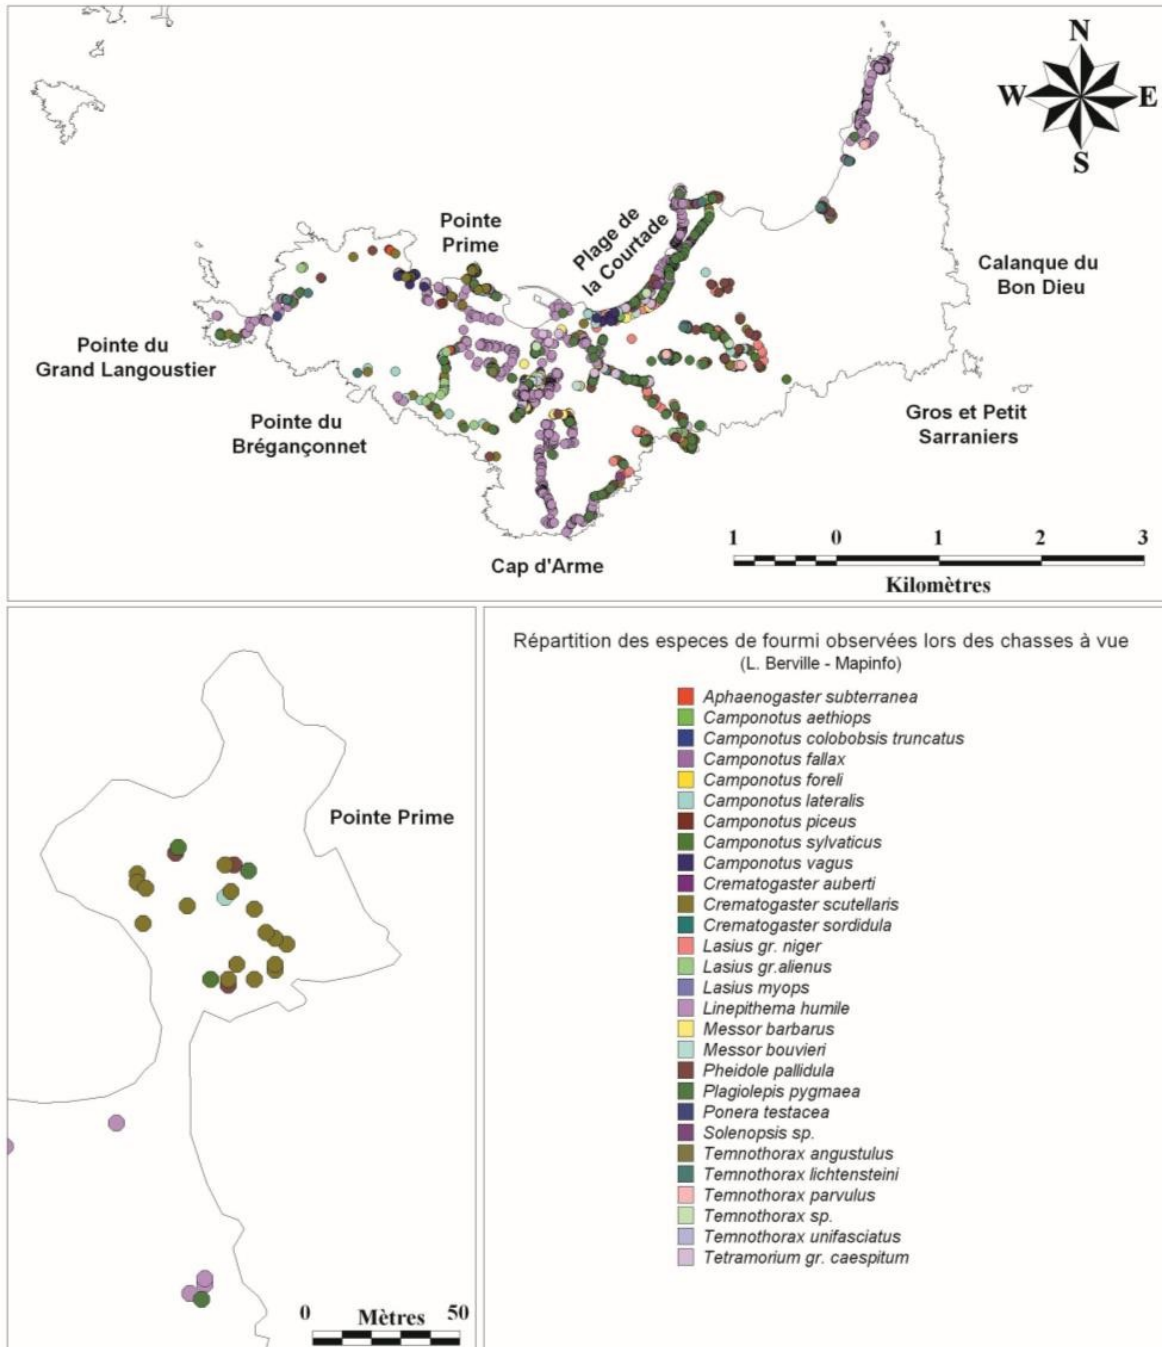 N
W E
S
Pointe
Prime
Plage de
la Courtade
Calanque du
Bon Dieu
Pointe du
Grand Langoustier
Pointe du
Brégançonnet
Gros et Petit
Sarraniers
Cap d'Arme
1 0 1 2 3
Kilomètres
Pointe Prime
0 Mètres 50
Répartition des especes de fourmi observées lors des chasses à vue
(L. Berville - Mapinfo)
Aphaenogaster subterranea
Camponotus aethiops
Camponotus colobobsis truncatus
Camponotus fallax
Camponotus foreli
Camponotus lateralis
Camponotus piceus
Camponotus sylvaticus
Camponotus vagus
Crematogaster auberti
Crematogaster scutellaris
Crematogaster sordidula
Lasius gr. niger
Lasius gr.alienus
Lasius myops
Linepithema humile
Messor barbarus
Messor bouvieri
Pheidole pallidula
Plagiolepis pygmaea
Ponera testacea
Solenopsis sp.
Temnothorax angustulus
Temnothorax lichtensteini
Temnothorax parvulus
Temnothorax sp.
Temnothorax unifasciatus
Tetramorium gr. caespitum